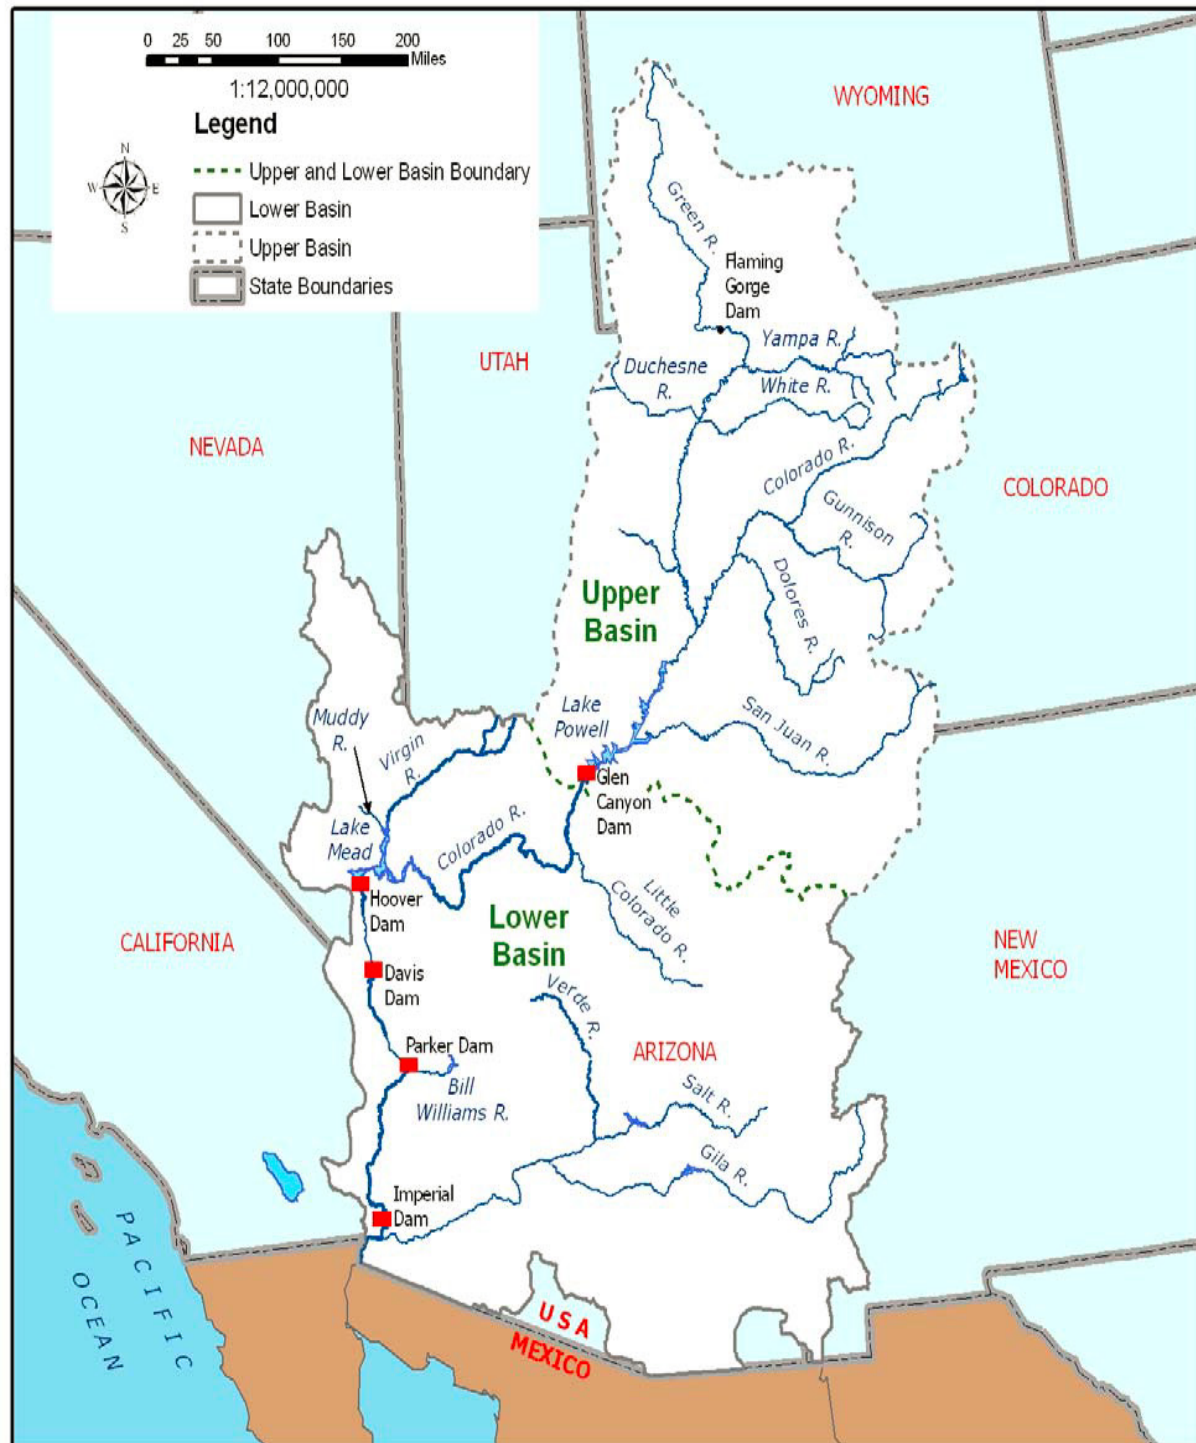 0 25 50 100 150 200
Miles
1:12,000,000
Legend
N
W E
S
Upper and Lower Basin Boundary
Lower Basin
Upper Basin
State Boundaries
WYOMING
Green R.
Flaming
Gorge
Dam
UTAH
Yampa R.
Duchesne
R.
White R.
NEVADA
Colorado R.
COLORADO
Gunnison
R.
Dolores R.
Upper
Basin
Lake
Powell
San Juan R.
Muddy
R.
Virgin
R.
Glen
Canyon
Dam
Lake
Mead
Colorado R.
Hoover
Dam
Little
Colorado R.
Lower
Basin
CALIFORNIA
NEW
MEXICO
Davis
Dam
Verde R.
Parker Dam
ARIZONA
Bill
Williams R.
Salt R.
Gila R.
Imperial
Dam
PACIFIC
OCEAN
USA
MEXICO